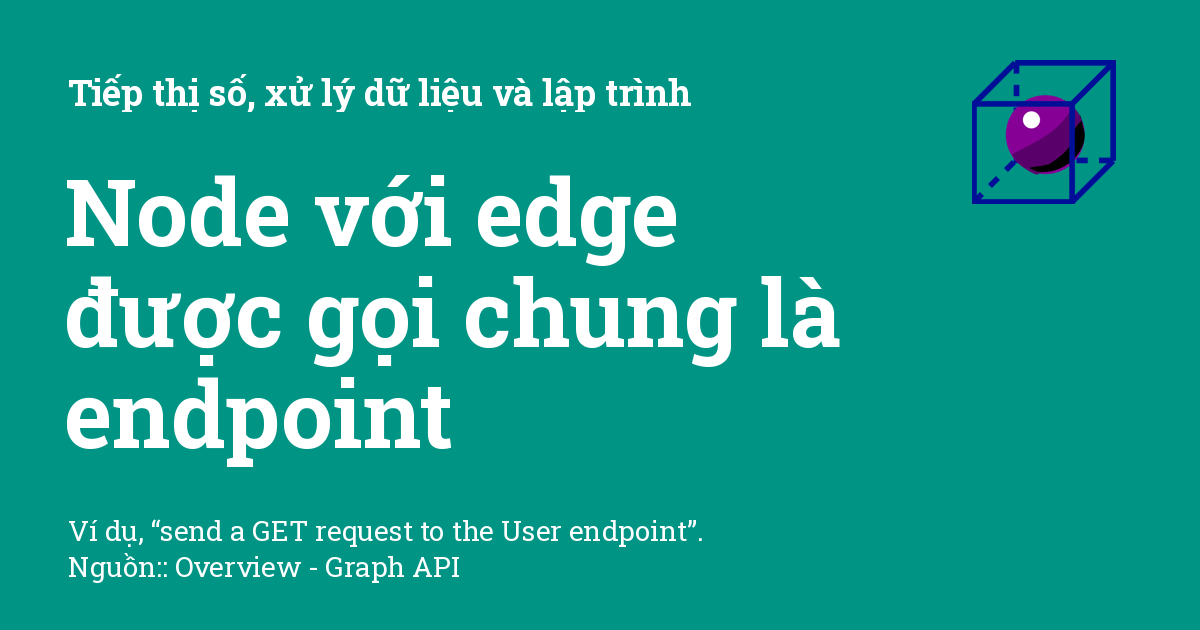 Tiếp thị số, xử lý dữ liệu và lập trình
Node với edge
được gọi chung là
endpoint
Ví dụ, “send a GET request to the User endpoint”.
Nguồn:: Overview - Graph API